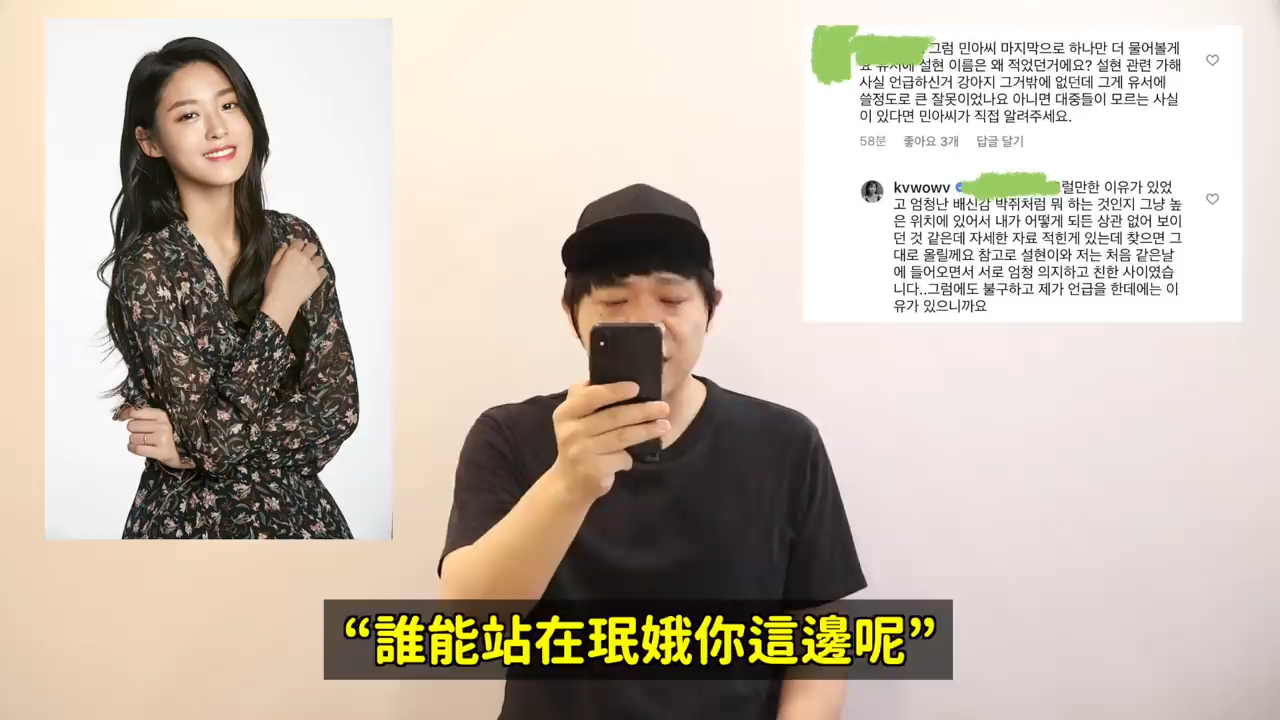 그럼 민아씨 마지막으로 하나만 더 물어볼게
요 유서에 설현 이름은 왜 적었던거에요? 설현 관련 가해
사실 언급하신거 강아지 그거밖에 없던데 그게 유서에
쓸정도로 큰 잘못이었나요 아니면 대중들이 모르는 사실
이 있다면 민아씨가 직접 알려주세요.
58분 좋아요 3개 답글 달기
kvwowv 그럴만한 이유가 있었
고 엄청난 배신감 박쥐처럼 뭐 하는 것인지 그냥 높
은 위치에 있어서 내가 어떻게 되든 상관 없어 보이
던 것 같은데 자세한 자료 적힌게 있는데 찾으면 그
대로 올릴께요 참고로 설현이와 저는 처음 같은날
에 들어오면서 서로 엄청 의지하고 친한 사이였습
니다..그럼에도 불구하고 제가 언급을 한데에는 이
유가 있으니까요
“誰能站在珉娥你這邊呢”